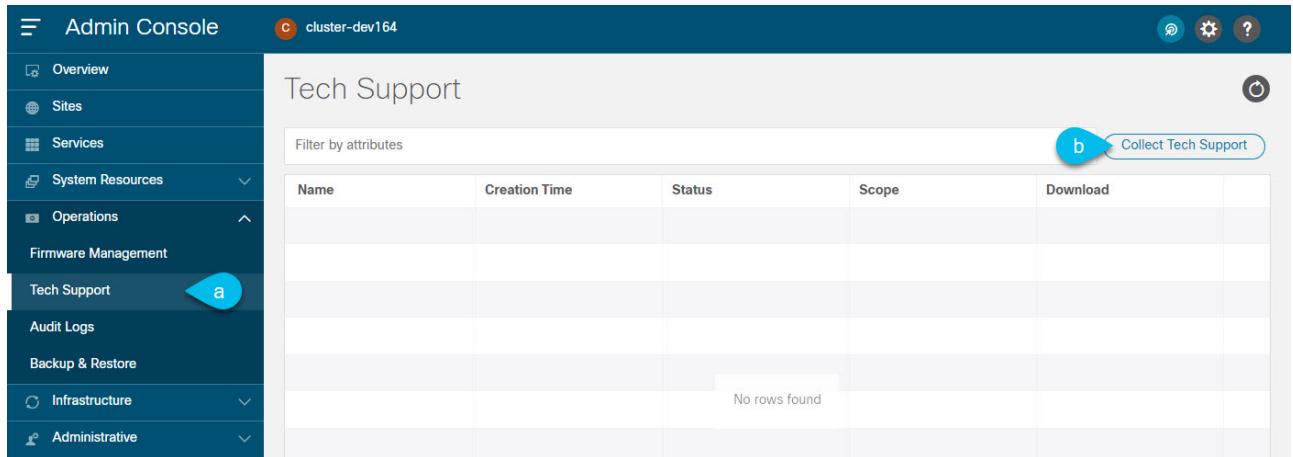 Admin Console
C cluster-dev164
?
Overview
Sites
Services
System Resources
Operations
Firmware Management
Tech Support a
Audit Logs
Backup & Restore
Infrastructure
Administrative
Tech Support
Filter by attributes
b Collect Tech Support
Name Creation Time Status Scope Download
No rows found